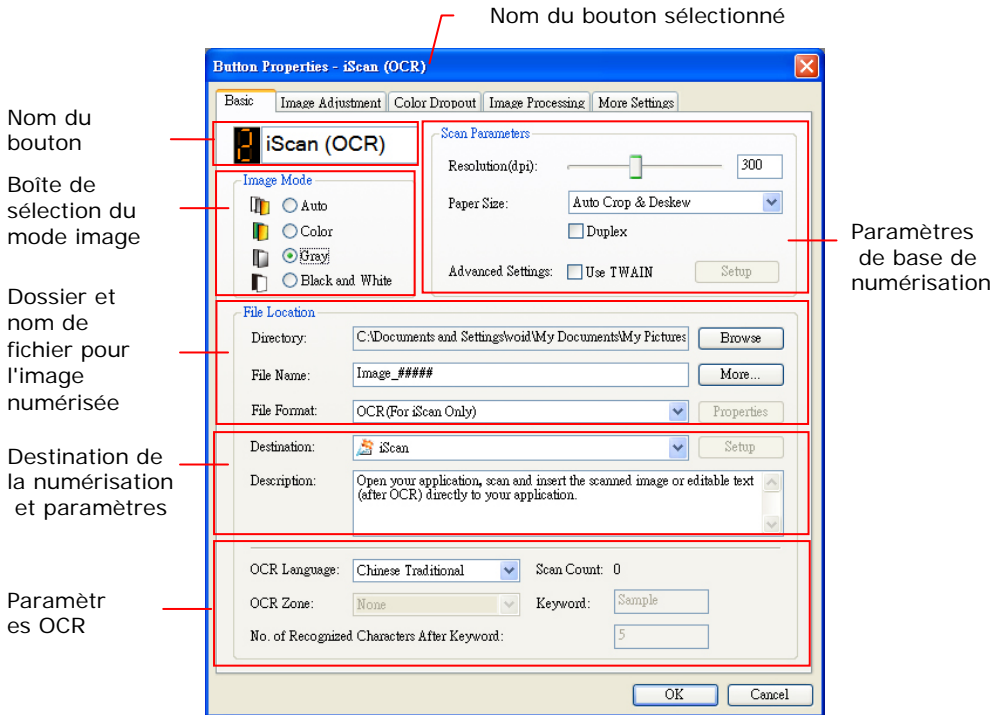 Nom du bouton sélectionné
Button Properties - iScan (OCR)
Basic
Image Adjustment
Color Dropout
Image Processing
More Settings
Nom du
bouton
2
iScan (OCR)
Boîte de
sélection du
mode image
Image Mode
Auto
Color
Gray
Black and White
Scan Parameters
Resolution(dpi):
300
Paper Size:
Auto Crop & Deskew
Duplex
Advanced Settings:
Use TWAIN
Setup
Paramètres
de base de
numérisation
Dossier et
nom de
fichier pour
l'image
numérisée
File Location
Directory:
C:\Documents and Settings\void\My Documents\My Pictures
Browse
File Name:
Image_#####
More...
File Format:
OCR(For iScan Only)
Properties
Destination de
la numérisation
et paramètres
Destination:
iScan
Setup
Description:
Open your application, scan and insert the scanned image or editable text
(after OCR) directly to your application.
Paramètr
es OCR
OCR Language:
Chinese Traditional
Scan Count: 0
OCR Zone:
None
Keyword:
Sample
No. of Recognized Characters After Keyword:
5
OK
Cancel